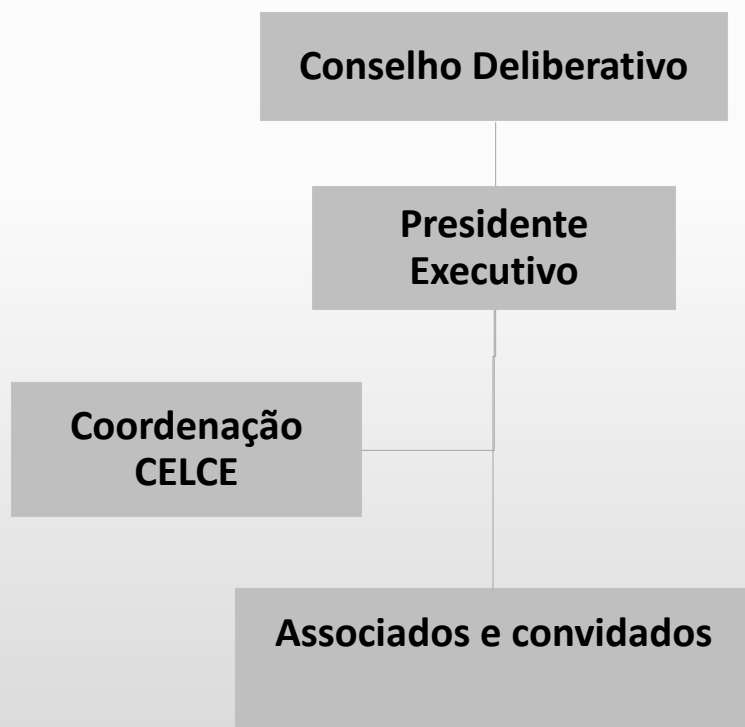 Conselho Deliberativo
Presidente
Executivo
Coordenação
CELCE
Associados e convidados